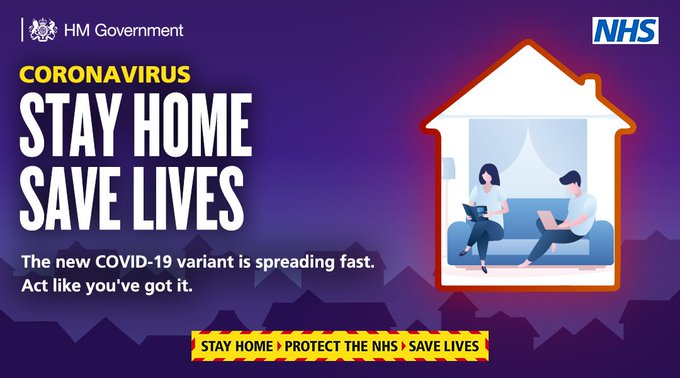 HM Government
NHS
CORONAVIRUS
STAY HOME
SAVE LIVES
The new COVID-19 variant is spreading fast.
Act like you've got it.
STAY HOME PROTECT THE NHS SAVE LIVES